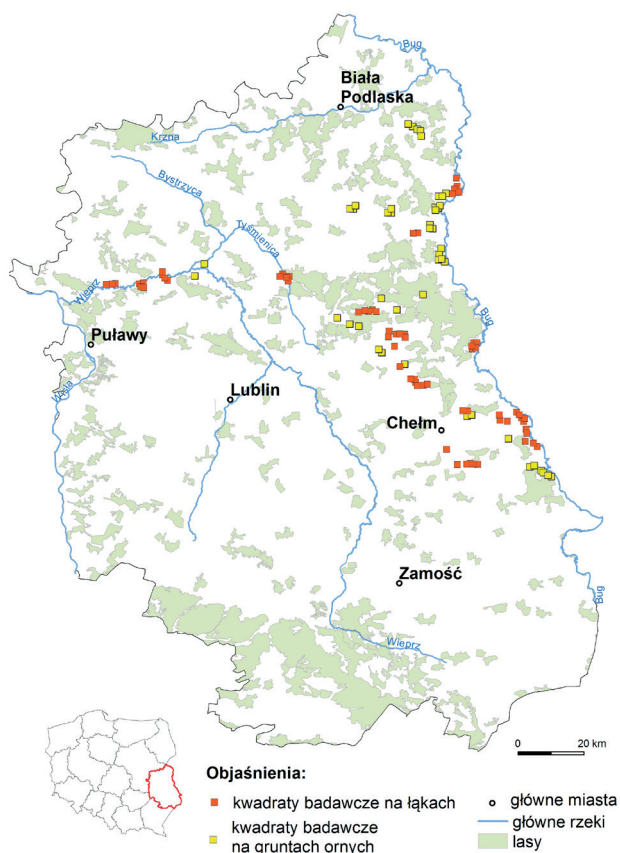 Bug
Biała
Podlaska
Krzna
Bystrzyca
Tyśmienica
Wieprz
Bug
Puławy
Wisła
Lublin
Chełm
Zamość
Bug
Wieprz
0 20 km
Objaśnienia:
kwadraty badawcze na łąkach
kwadraty badawcze
na gruntach ornych
główne miasta
główne rzeki
lasy